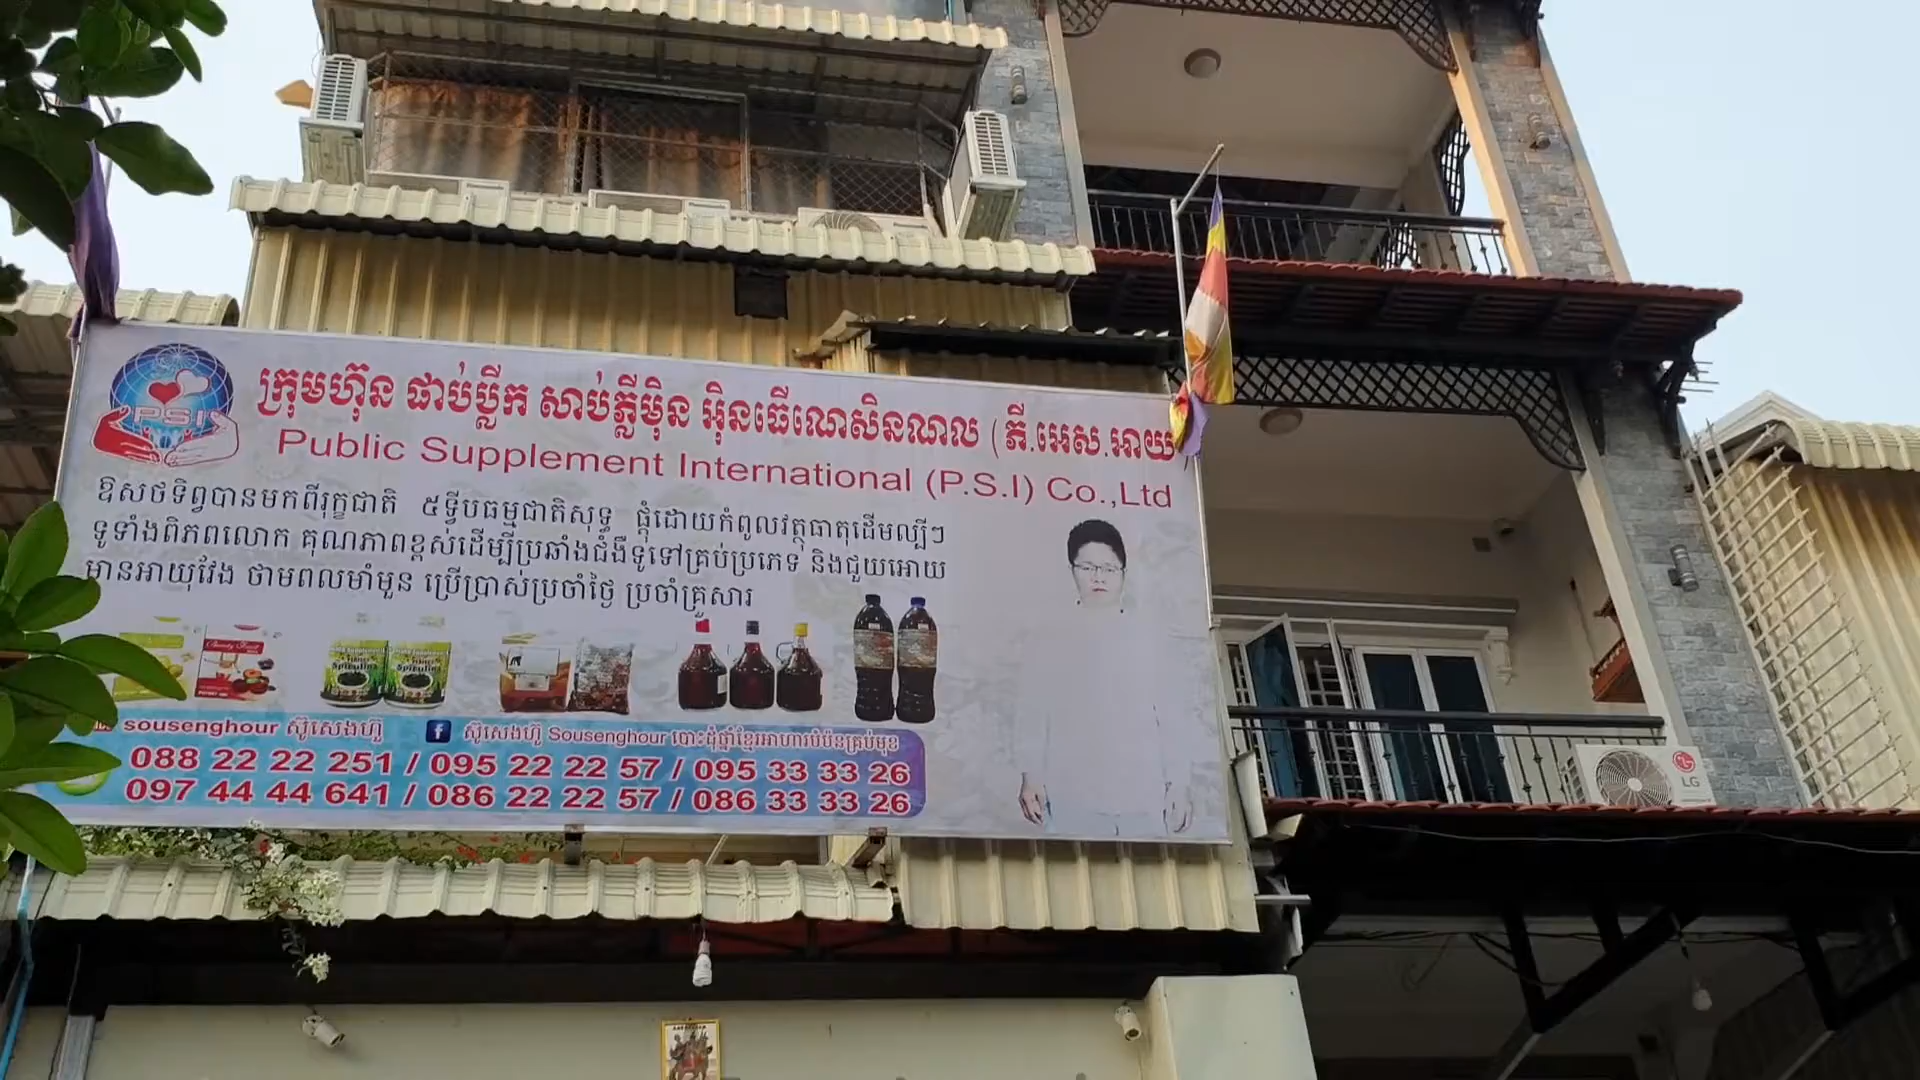 PSI
ក្រុមហ៊ុន ផាប់ប្លីក សាប់ភ្លីម៉ិន អ៊ិនធើណេសិនណល (ភី.អេស.អាយ
Public Supplement International (P.S.I) Co.,Ltd
ឱសថទិព្វបានមកពីរុក្ខជាតិ ៥ទ្វីបធម្មជាតិសុទ្ធ ផ្តុំដោយកំពូលវត្ថុធាតុដើមល្បីៗ
ទូទាំងពិភពលោក គុណភាពខ្ពស់ដើម្បីប្រឆាំងជំងឺទូទៅគ្រប់ប្រភេទ និងជួយអោយ
មានអាយុវែង ថាមពលមាំមួន ប្រើប្រាស់ប្រចាំថ្ងៃ ប្រចាំគ្រួសារ
Spirulina Spirulina
sousenghour ស៊ូសេងហ៊ួ f ស៊ូសេងហ៊ួ Sousenghour
088 22 22 251 / 095 22 22 57 / 095 33 33 26
097 44 44 641 / 086 22 22 57 / 086 33 33 26
LG